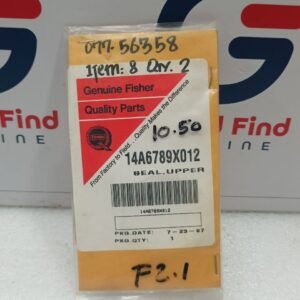 077-56358
Item: 8 Qty. 2
Genuine Fisher
Quality Parts
From Factory to Field . . . Quality Makes the Difference
10.50
14A6789X012
SEAL, UPPER
14A6789X012
PKG.DATE: 7-23-97
PKG.QTY: 1
F2.1
d Find
INE